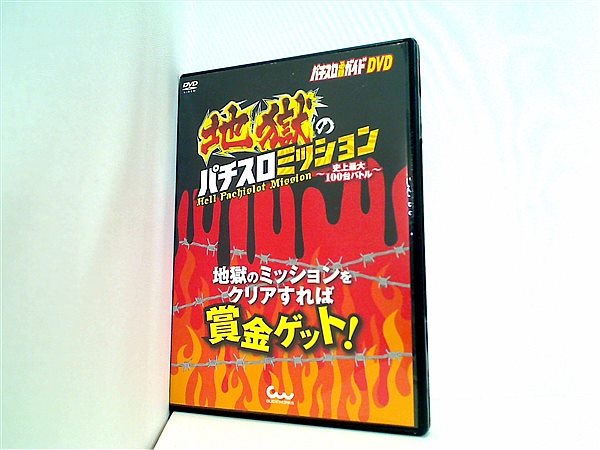 DVD
VIDEO
パチスロ必勝ガイドDVD
地獄の
パチスロミッション
Hell Pachislot Mission
～史上最大
100台バトル～
地獄のミッションを
クリアすれば
賞金ゲット!
GUIDEWORKS